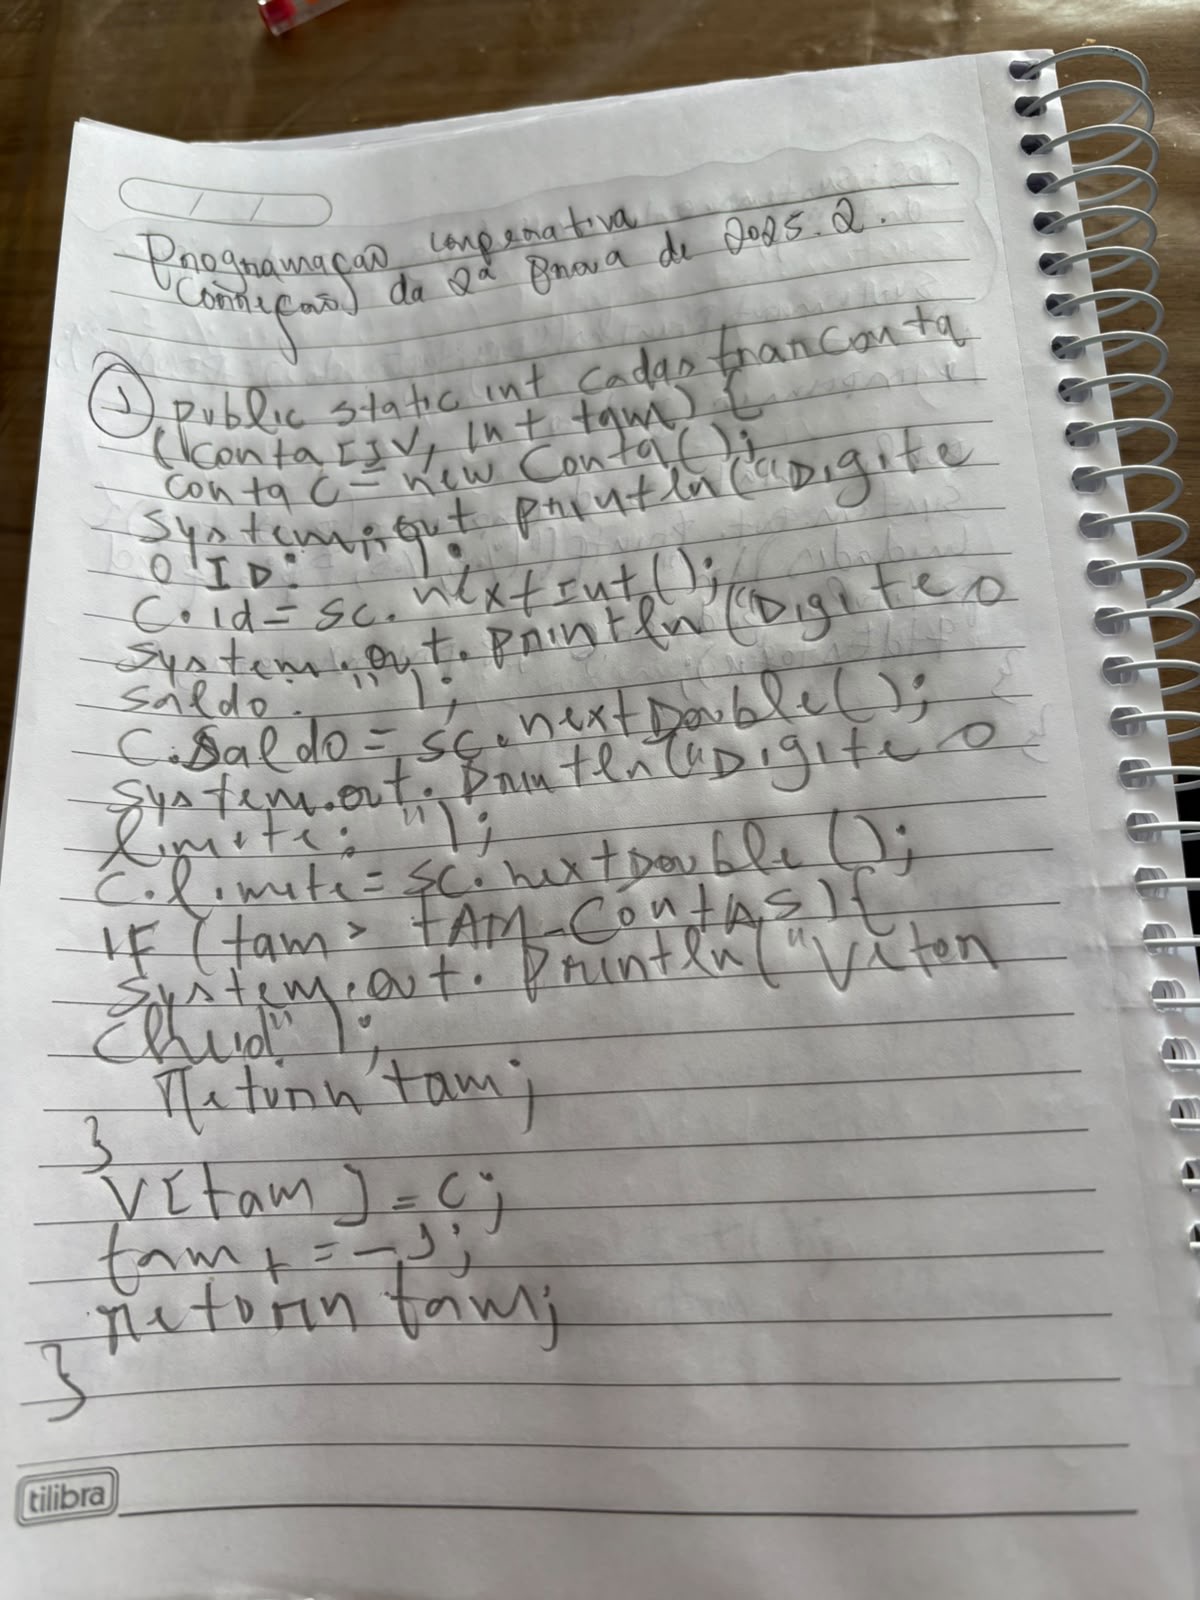 Programação imperativa
Correção da 2ª Prova de 2025.2.
1) public static int cadastrarConta
(Conta[]V, int tam) {
Conta c = new Conta();
System.out.println("Digite
o ID: ");
C.id = sc.nextInt();
System.out.println("Digite o
saldo: ");
C.saldo = sc.nextDouble();
System.out.println("Digite o
limite: ");
C.limite = sc.nextDouble();
IF (tam > TAM_ContAS){
System.out.println("Vetor
cheio");
Return tam;
}
V[tam] = c;
tam + = - 1;
return tam;
}
tilibra